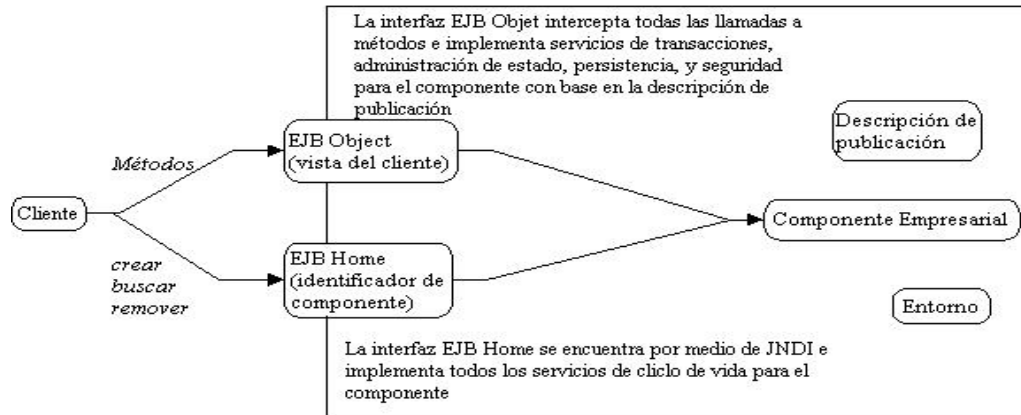 La interfaz EJB Objet intercepta todas las llamadas a
métodos e implementa servicios de transacciones,
administración de estado, persistencia, y seguridad
para el componente con base en la descripción de
publicación
Descripción de
publicación
EJB Object
(vista del cliente)
Métodos
Cliente
Componente Empresarial
EJB Home
(identificador de
componente)
crear
buscar
remover
Entorno
La interfaz EJB Home se encuentra por medio de JNDI e
implementa todos los servicios de cliclo de vida para el
componente